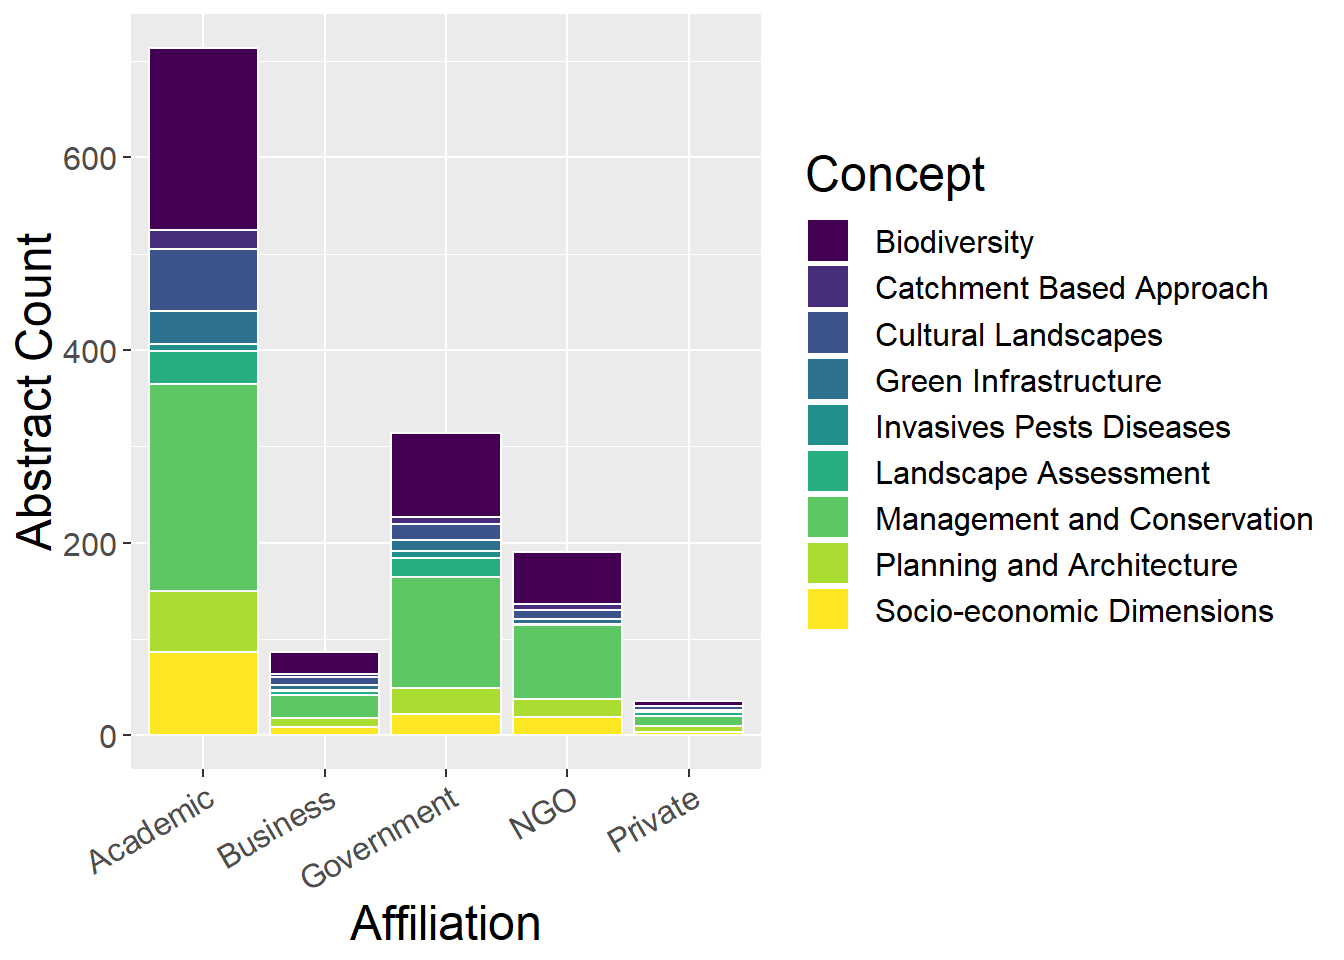 Abstract Count
600
400
200
0
Academic
Business
Government
NGO
Private
Affiliation
Concept
Biodiversity
Catchment Based Approach
Cultural Landscapes
Green Infrastructure
Invasives Pests Diseases
Landscape Assessment
Management and Conservation
Planning and Architecture
Socio-economic Dimensions